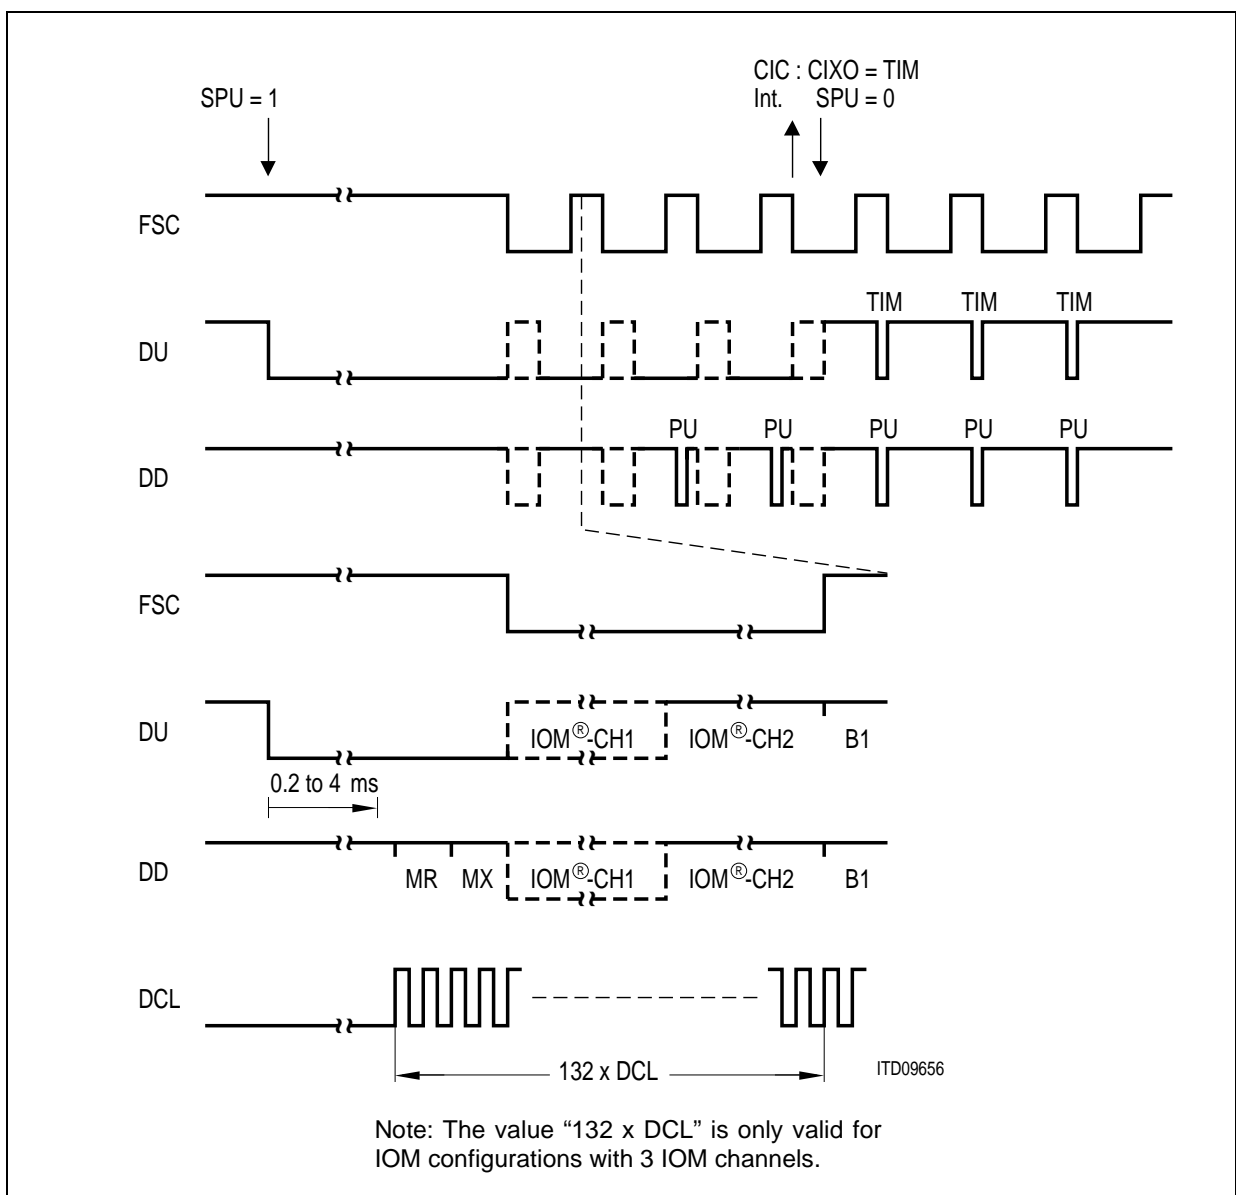 CIC : CIXO = TIM
SPU = 1
Int. SPU = 0
FSC
TIM TIM TIM
DU
PU PU PU PU PU
DD
FSC
DU
IOM®-CH1 IOM®-CH2 B1
0.2 to 4 ms
DD
MR MX IOM®-CH1 IOM®-CH2 B1
DCL
132 x DCL
ITD09656
Note: The value “132 x DCL” is only valid for
IOM configurations with 3 IOM channels.